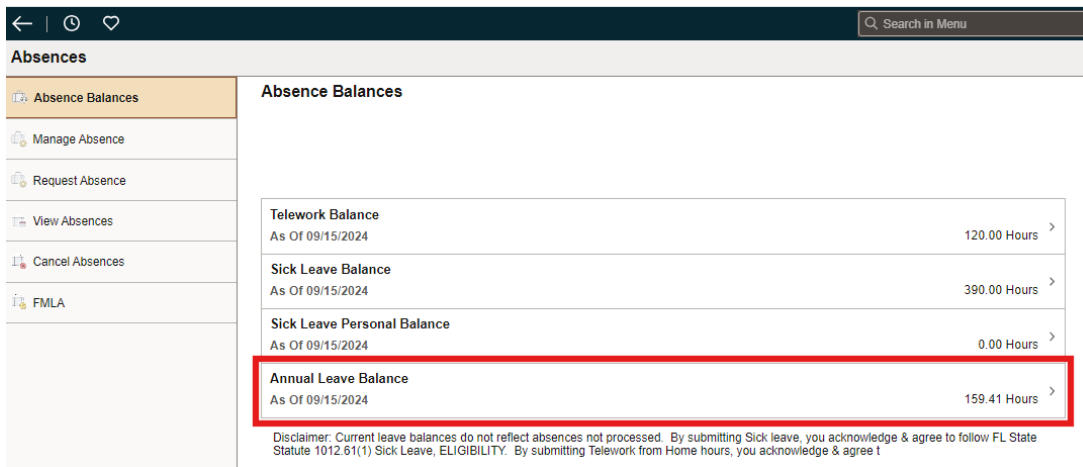 Search in Menu
Absences
Absence Balances
Manage Absence
Request Absence
View Absences
Cancel Absences
FMLA
Absence Balances
Telework Balance
As Of 09/15/2024
120.00 Hours
Sick Leave Balance
As Of 09/15/2024
390.00 Hours
Sick Leave Personal Balance
As Of 09/15/2024
0.00 Hours
Annual Leave Balance
As Of 09/15/2024
159.41 Hours
Disclaimer: Current leave balances do not reflect absences not processed. By submitting Sick leave, you acknowledge & agree to follow FL State
Statute 1012.61(1) Sick Leave, ELIGIBILITY. By submitting Telework from Home hours, you acknowledge & agree t